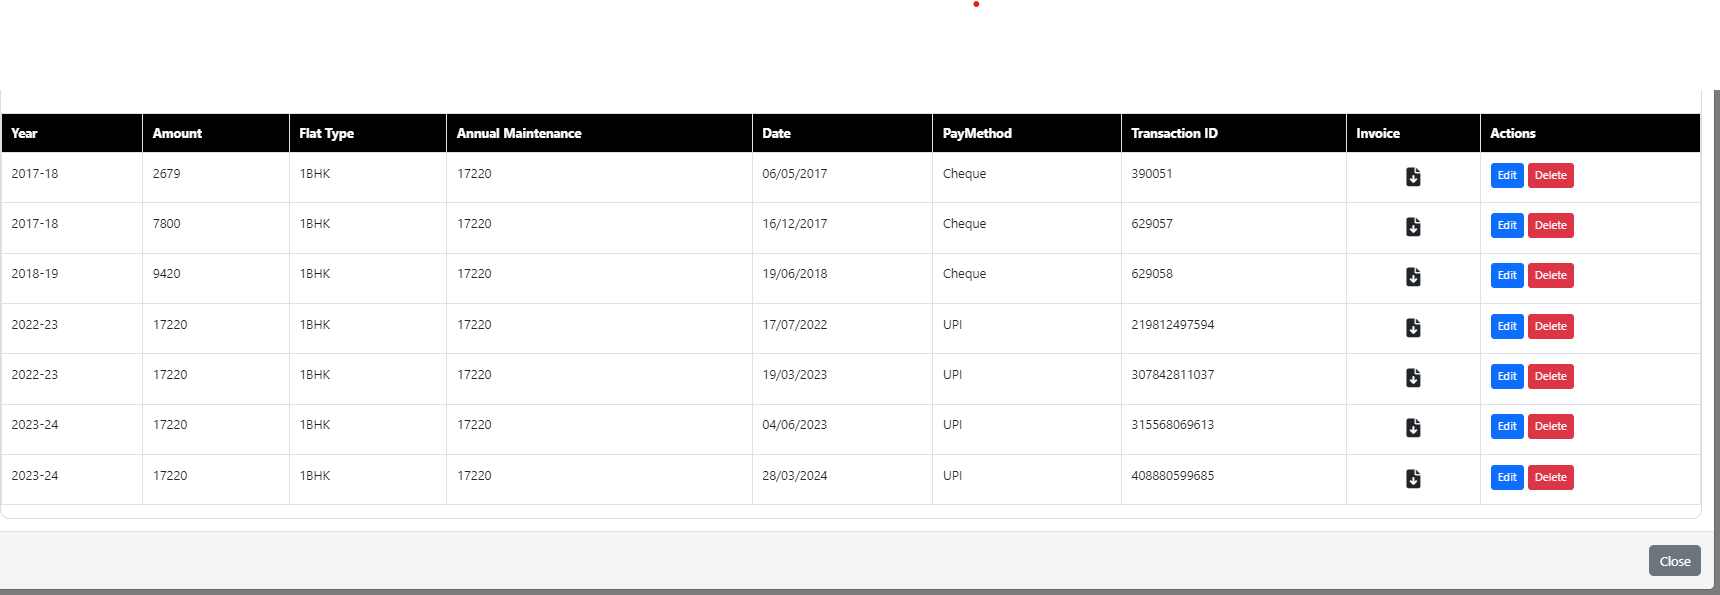 Year Amount Flat Type Annual Maintenance Date PayMethod Transaction ID Invoice Actions
2017-18 2679 1BHK 17220 06/05/2017 Cheque 390051 Edit Delete
2017-18 7800 1BHK 17220 16/12/2017 Cheque 629057 Edit Delete
2018-19 9420 1BHK 17220 19/06/2018 Cheque 629058 Edit Delete
2022-23 17220 1BHK 17220 17/07/2022 UPI 219812497594 Edit Delete
2022-23 17220 1BHK 17220 19/03/2023 UPI 307842811037 Edit Delete
2023-24 17220 1BHK 17220 04/06/2023 UPI 315568069613 Edit Delete
2023-24 17220 1BHK 17220 28/03/2024 UPI 408880599685 Edit Delete
Close